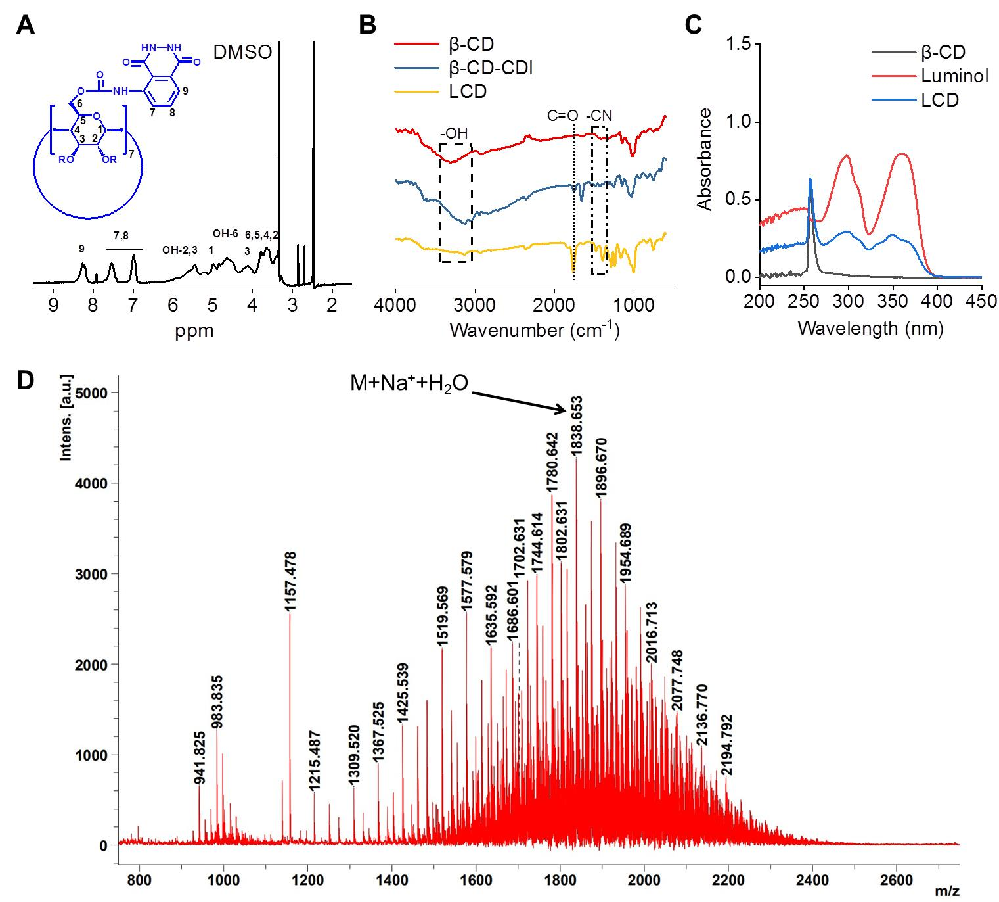 A
HN NH
O O
O
O NH
6 9
7 8
5 O
4 1
3 2
RO OR
7
DMSO
9
7,8
OH-2,3
1
OH-6
3
6,5,4,2
9 8 7 6 5 4 3 2
ppm
B
β-CD
β-CD-CDI
LCD
C=O -CN
-OH
4000 3000 2000 1000
Wavenumber (cm-1)
C
β-CD
Luminol
LCD
Absorbance
1.5
1.0
0.5
0.0
200 250 300 350 400 450
Wavelength (nm)
D
M+Na++H2O
Intens. [a.u.]
5000
4000
3000
2000
1000
0
941.825
983.835
1157.478
1215.487
1309.520
1367.525
1425.539
1519.569
1577.579
1635.592
1686.601
1702.631
1744.614
1780.642
1802.631
1838.653
1896.670
1954.689
2016.713
2077.748
2136.770
2194.792
800 1000 1200 1400 1600 1800 2000 2200 2400 2600
m/z